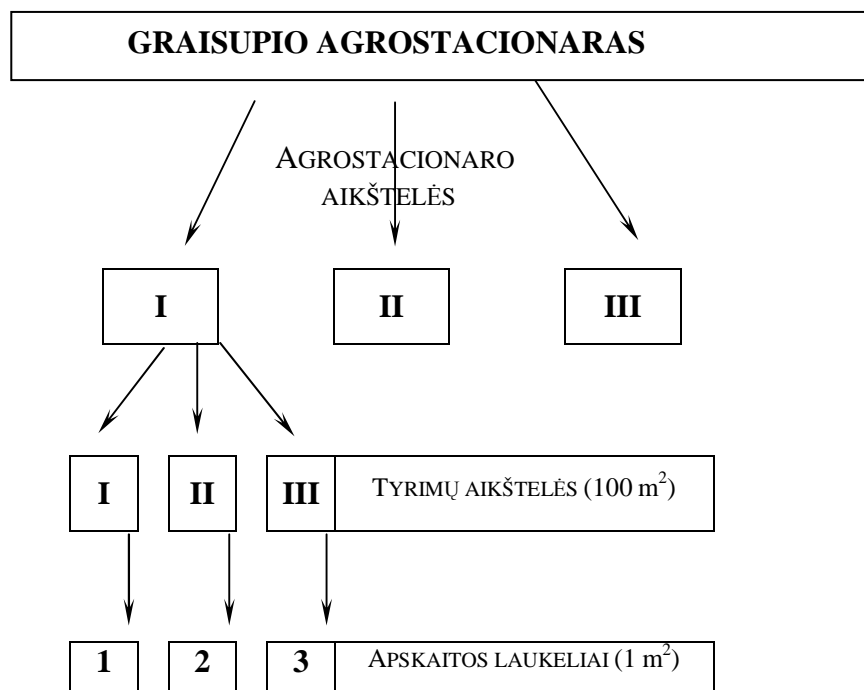 GRAISUPIO AGROSTACIONARAS
AGROSTACIONARO
AIKŠTELĖS
I II III
I II III TYRIMŲ AIKŠTELĖS (100 m²)
1 2 3 APSKAITOS LAUKELIAI (1 m²)